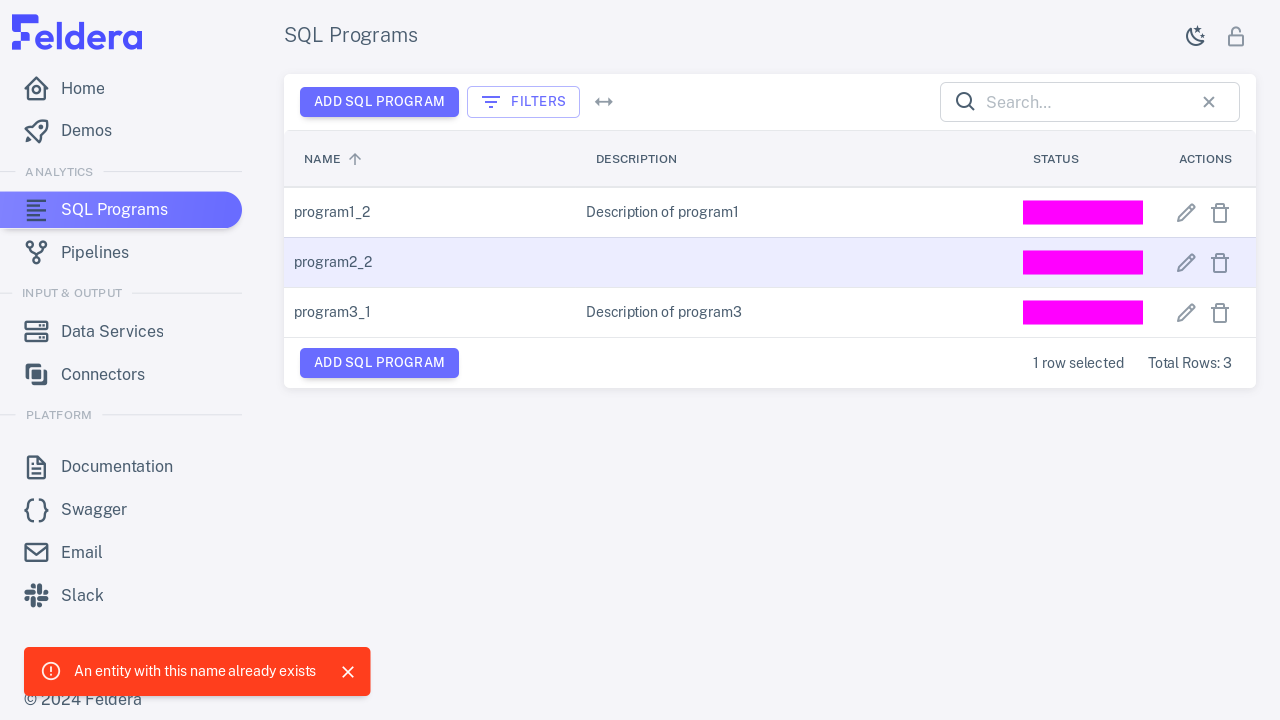 Feldera
Home
Demos
ANALYTICS
SQL Programs
Pipelines
INPUT & OUTPUT
Data Services
Connectors
PLATFORM
Documentation
Swagger
Email
Slack
© 2024 Feldera
SQL Programs
ADD SQL PROGRAM FILTERS Search...
NAME DESCRIPTION STATUS ACTIONS
program1_2 Description of program1
program2_2
program3_1 Description of program3
ADD SQL PROGRAM 1 row selected Total Rows: 3
An entity with this name already exists